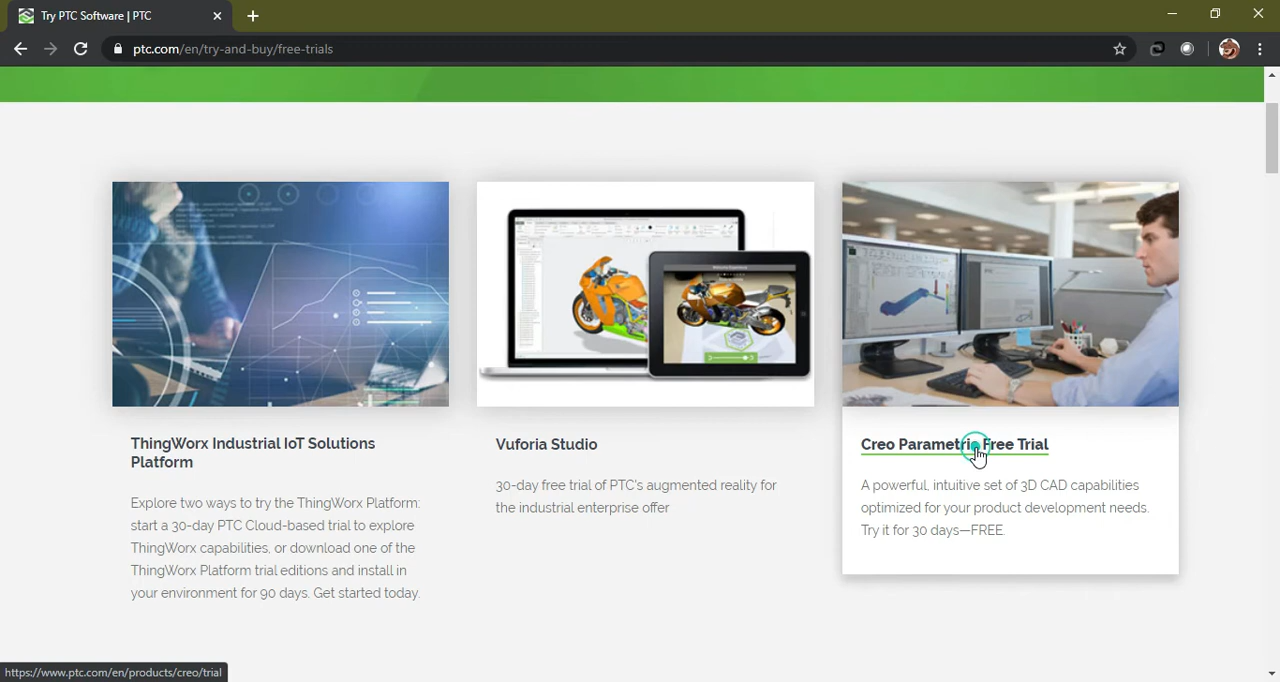 Try PTC Software | PTC
ptc.com/en/try-and-buy/free-trials
ThingWorx Industrial IoT Solutions
Platform
Explore two ways to try the ThingWorx Platform:
start a 30-day PTC Cloud-based trial to explore
ThingWorx capabilities, or download one of the
ThingWorx Platform trial editions and install in
your environment for 90 days. Get started today.
Vuforia Studio
30-day free trial of PTC's augmented reality for
the industrial enterprise offer
Creo Parametric Free Trial
A powerful, intuitive set of 3D CAD capabilities
optimized for your product development needs.
Try it for 30 days—FREE.
https://www.ptc.com/en/products/creo/trial